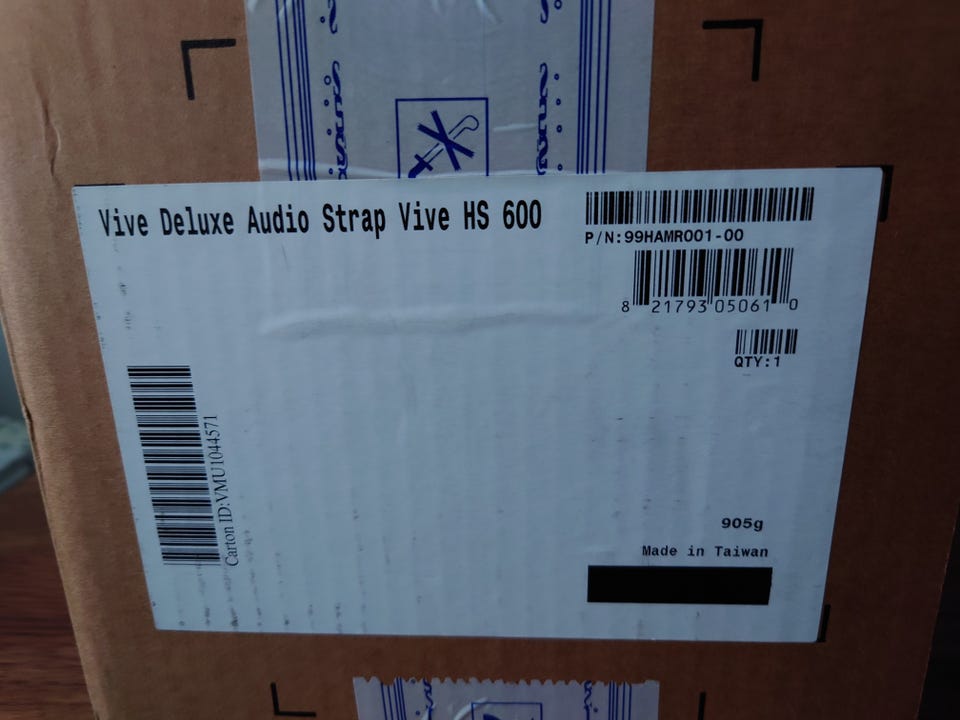 Vive Deluxe Audio Strap Vive HS 600
P/N:99HAMR001-00
8 21793 05061 0
QTY:1
Carton ID:VMU1044571
905g
Made in Taiwan